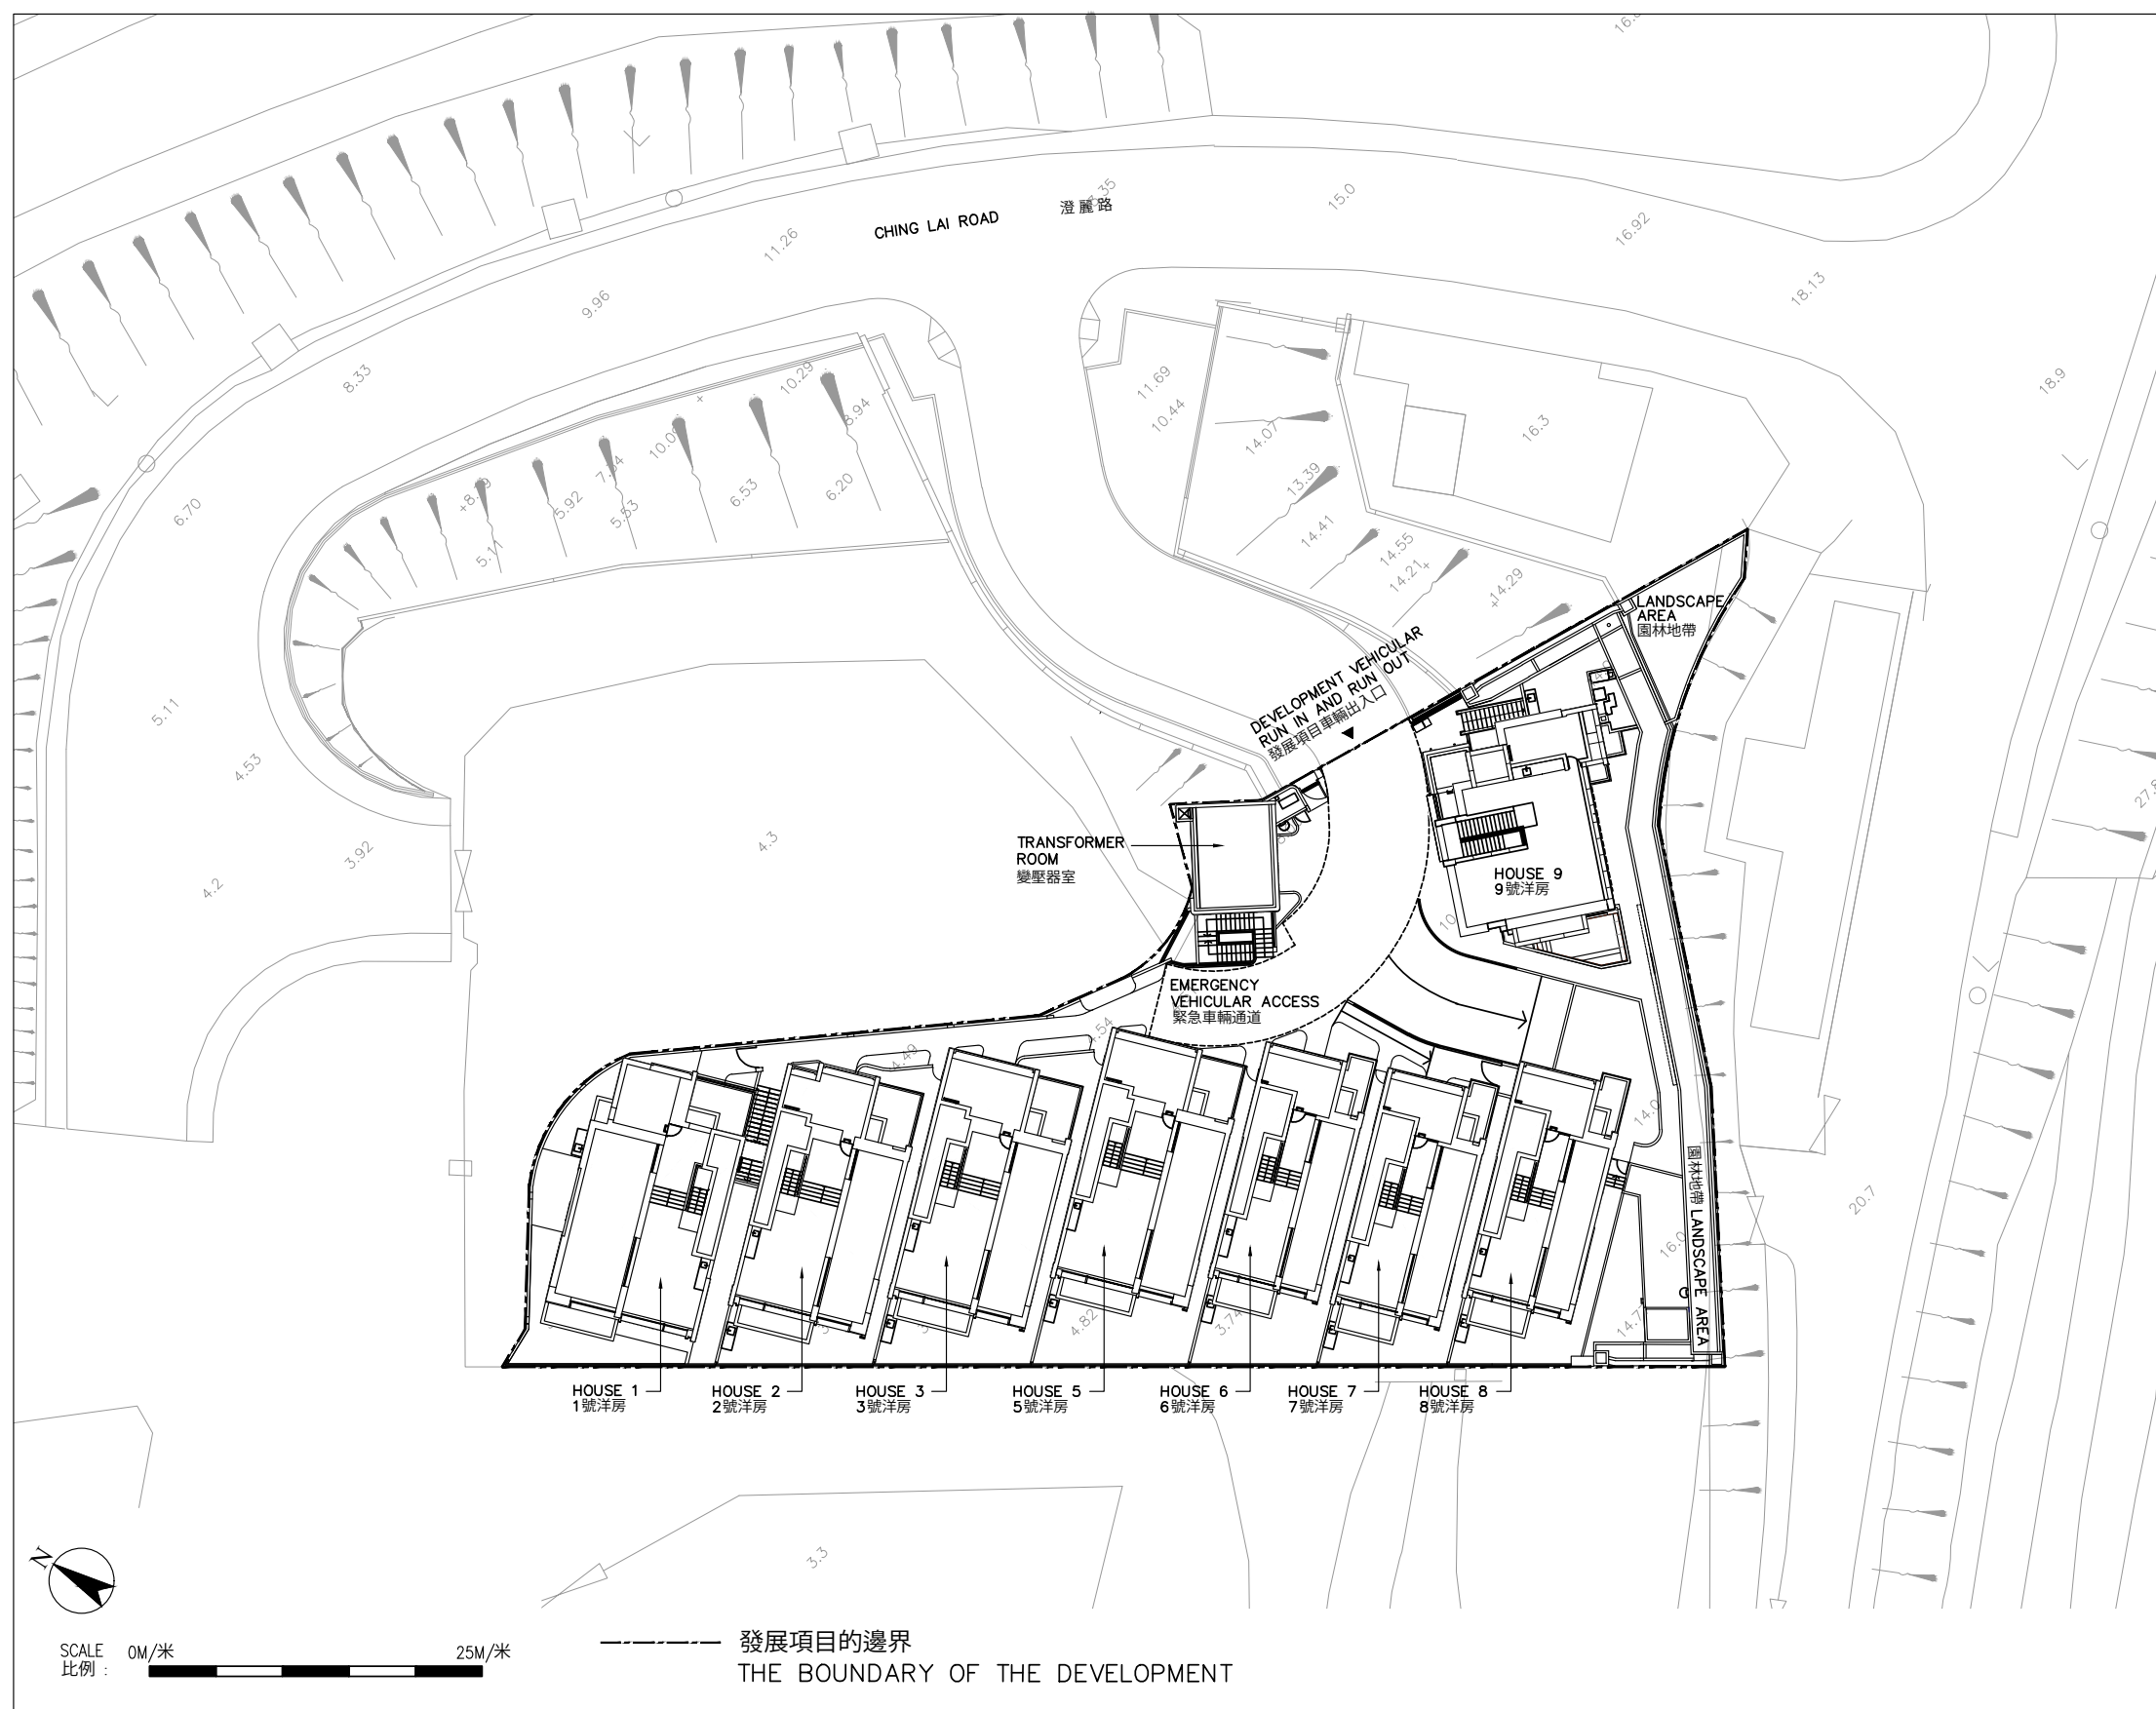 CHING LAI ROAD 澄麗路
15.0
16.92
11.26
18.13
9.96
18.9
8.33
10.29
11.69
10.44
8.94
14.07
16.3
13.39
6.70
5.92
5.53
6.53
6.20
14.41
14.55
5.11
14.21
14.29
LANDSCAPE
AREA
園林地帶
DEVELOPMENT VEHICULAR
RUN IN AND RUN OUT
發展項目車輛出入口
5.11
4.53
4.3
3.92
4.2
TRANSFORMER
ROOM
變壓器室
HOUSE 9
9號洋房
EMERGENCY
VEHICULAR ACCESS
緊急車輛通道
4.49
園林地帶 LANDSCAPE AREA
20.7
4.82
HOUSE 1
1號洋房
HOUSE 2
2號洋房
HOUSE 3
3號洋房
HOUSE 5
5號洋房
HOUSE 6
6號洋房
HOUSE 7
7號洋房
HOUSE 8
8號洋房
3.3
N
SCALE 0M/米 25M/米
比例 :
發展項目的邊界
THE BOUNDARY OF THE DEVELOPMENT